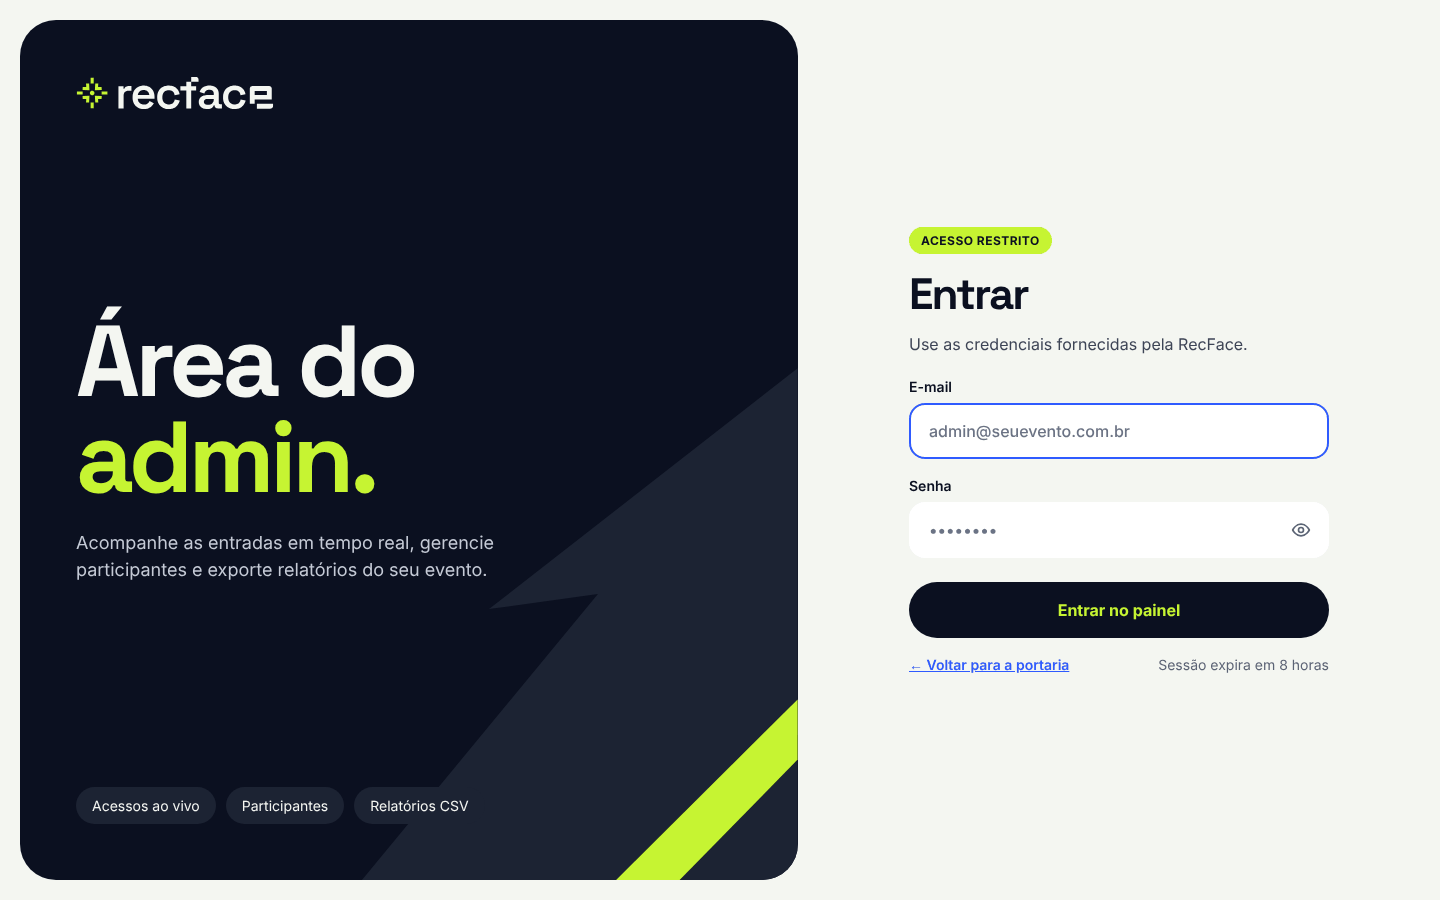 recface
Área do
admin.
Acompanhe as entradas em tempo real, gerencie
participantes e exporte relatórios do seu evento.
Acessos ao vivo
Participantes
Relatórios CSV
ACESSO RESTRITO
Entrar
Use as credenciais fornecidas pela RecFace.
E-mail
admin@seuevento.com.br
Senha
••••••••
Entrar no painel
← Voltar para a portaria
Sessão expira em 8 horas